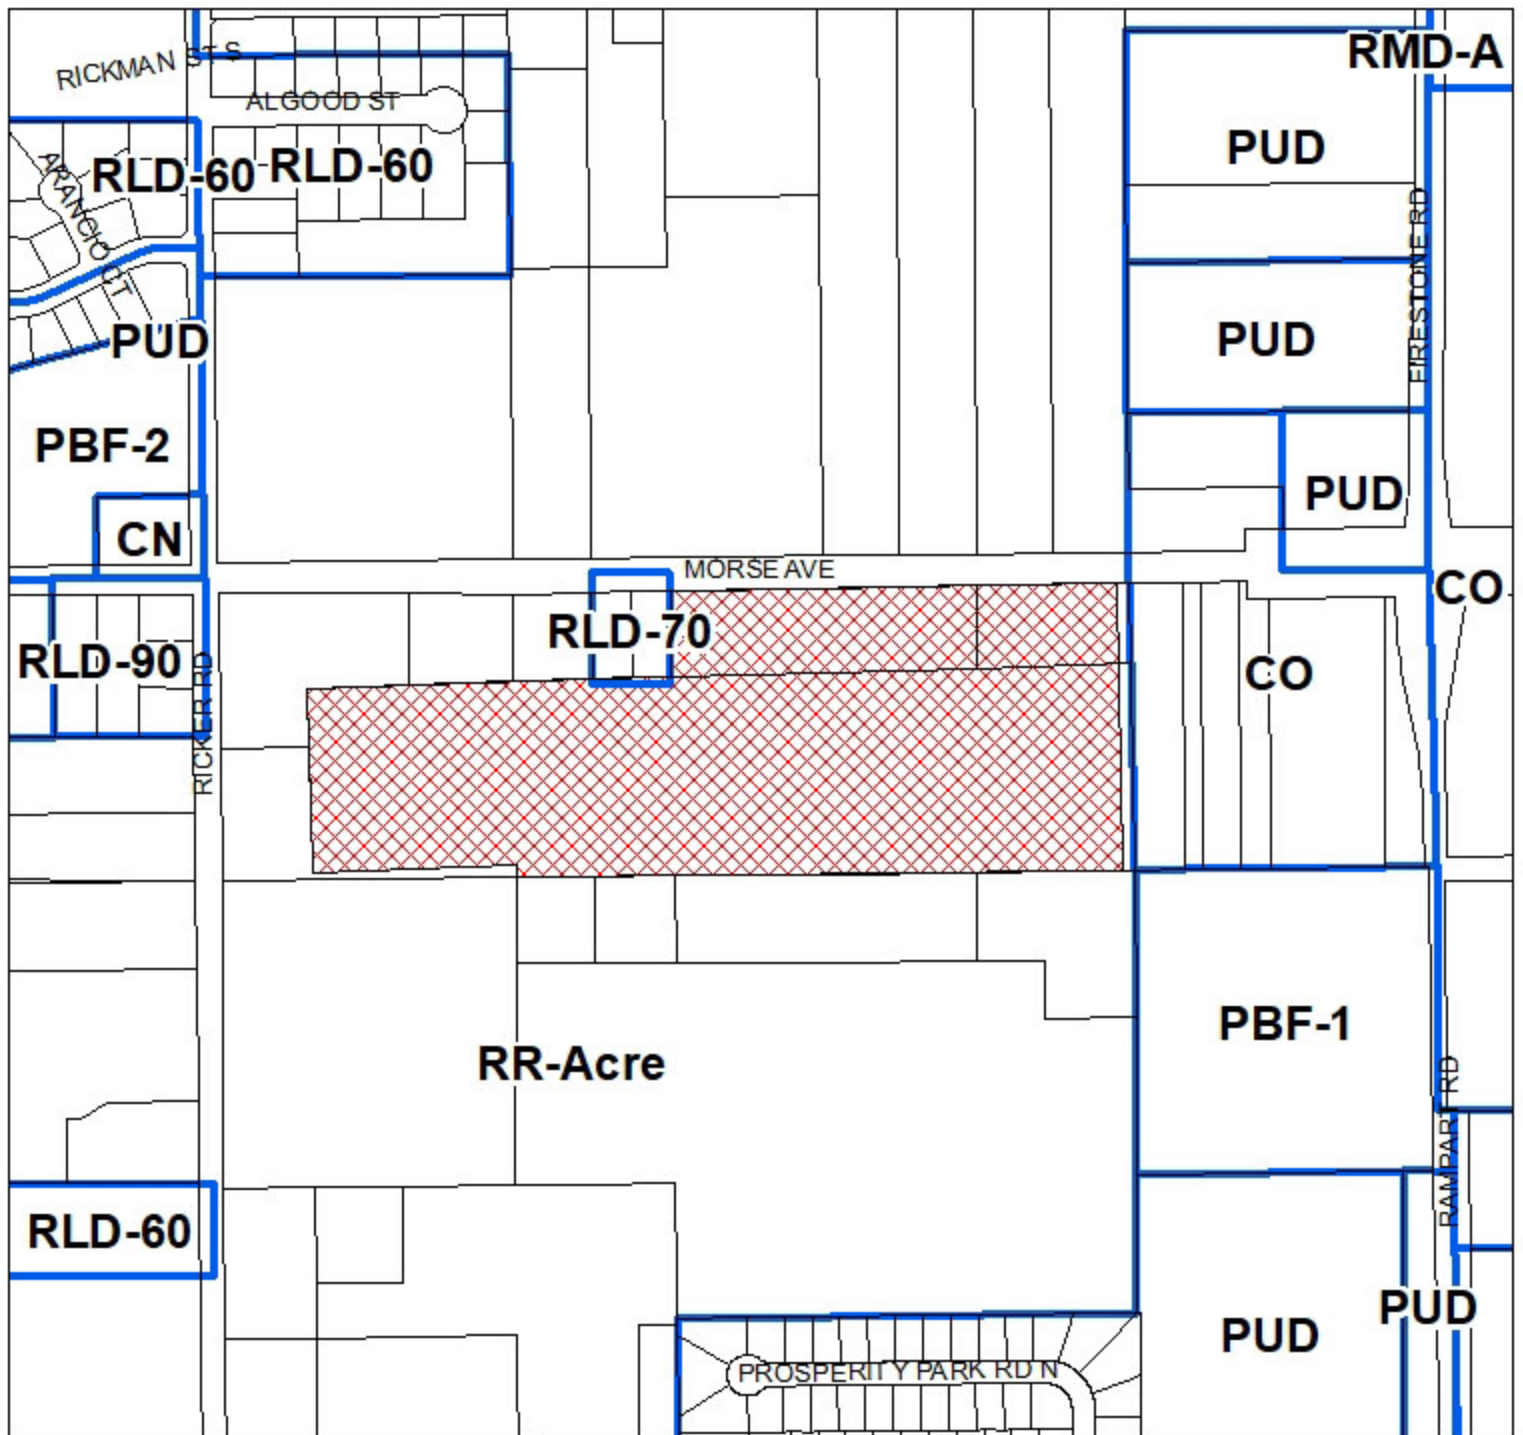 RMD-A
RICKMAN ST S
ALGOOD ST
PUD
RLD-60
RLD-60
ARANCIO CT
FIRESTONE RD
PUD
PUD
PBF-2
PUD
CN
MORSE AVE
CO
RLD-70
RLD-90
CO
RICKER RD
PBF-1
RR-Acre
RAMPART RD
RLD-60
PUD
PUD
PROSPERITY PARK RD N